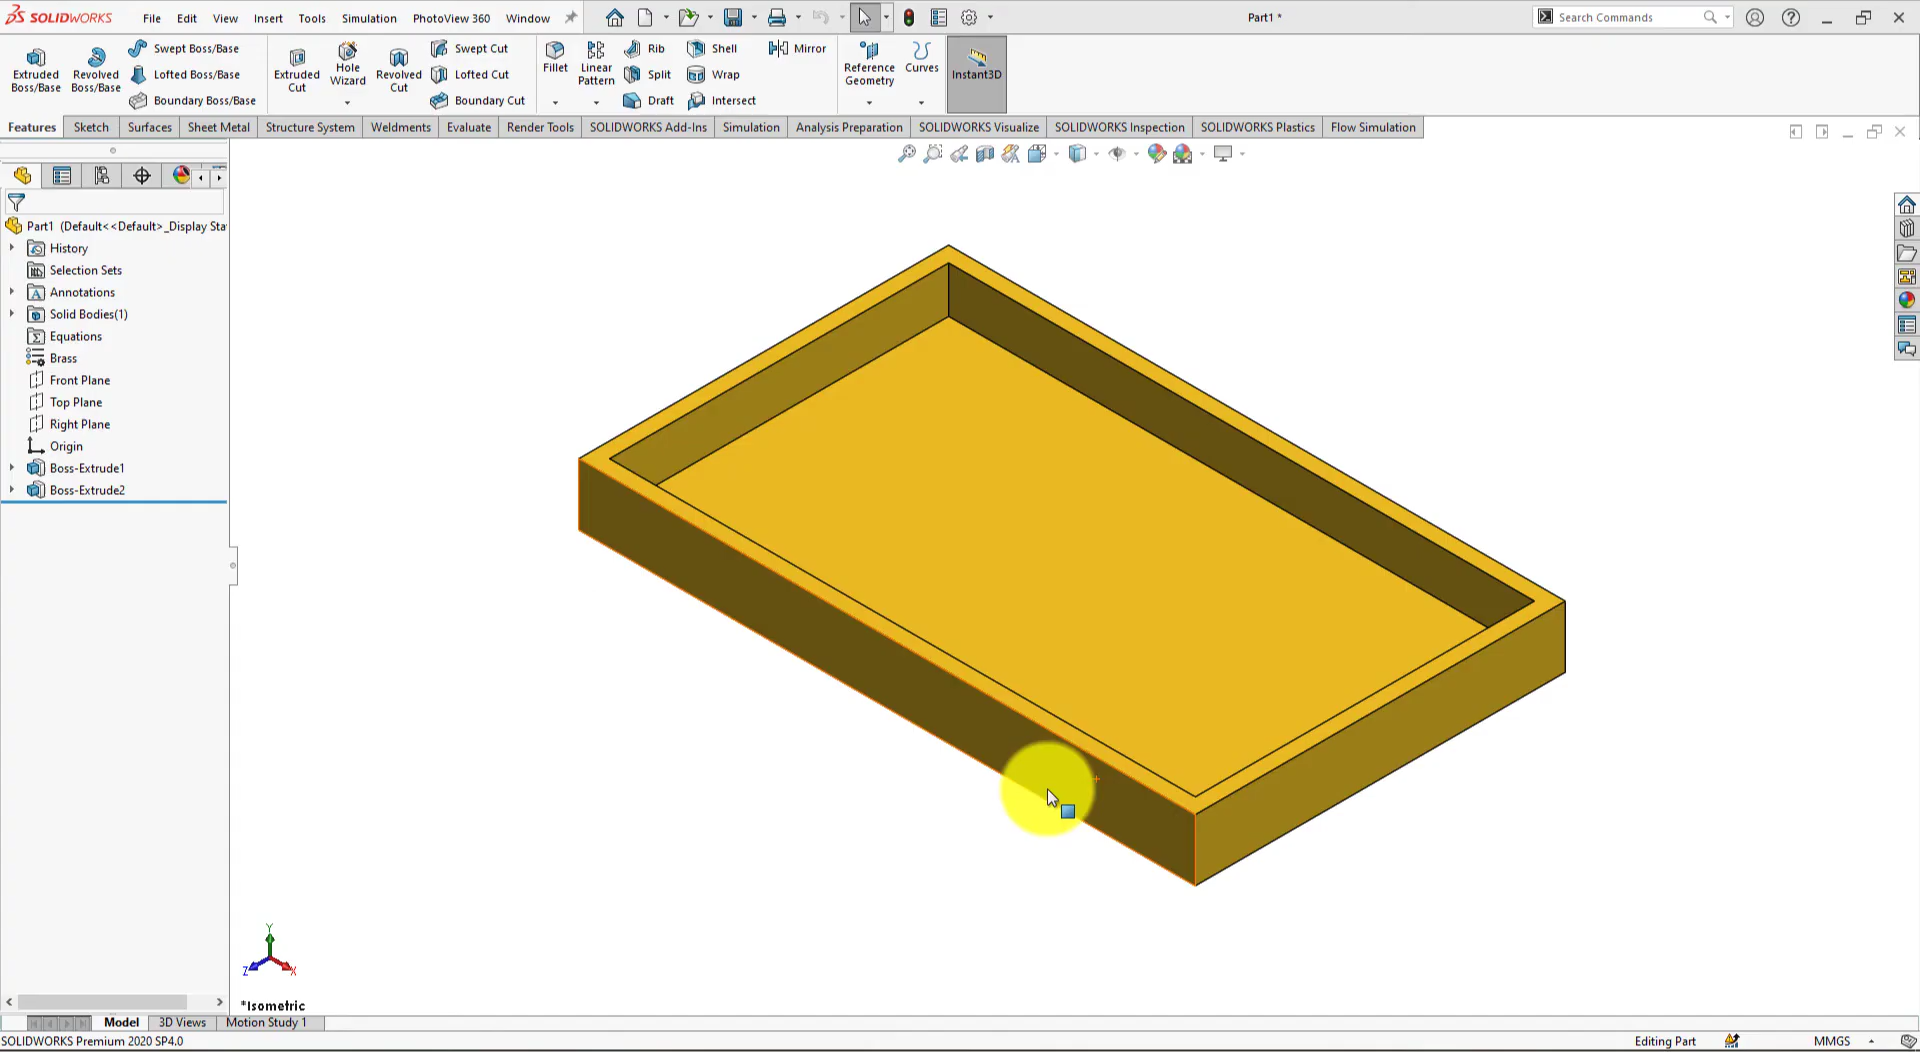 SOLIDWORKS File Edit View Insert Tools Simulation PhotoView 360 Window Part1 * Search Commands
Extruded Boss/Base
Revolved Boss/Base
Swept Boss/Base
Lofted Boss/Base
Boundary Boss/Base
Extruded Cut
Hole Wizard
Revolved Cut
Swept Cut
Lofted Cut
Boundary Cut
Fillet
Linear Pattern
Rib
Split
Draft
Shell
Wrap
Intersect
Mirror
Reference Geometry
Curves
Instant3D
Features Sketch Surfaces Sheet Metal Structure System Weldments Evaluate Render Tools SOLIDWORKS Add-Ins Simulation Analysis Preparation SOLIDWORKS Visualize SOLIDWORKS Inspection SOLIDWORKS Plastics Flow Simulation
Part1 (Default<<Default>_Display Sta
History
Selection Sets
Annotations
Solid Bodies(1)
Equations
Brass
Front Plane
Top Plane
Right Plane
Origin
Boss-Extrude1
Boss-Extrude2
Y
Z X
*Isometric
Model 3D Views Motion Study 1
SOLIDWORKS Premium 2020 SP4.0 Editing Part MMGS